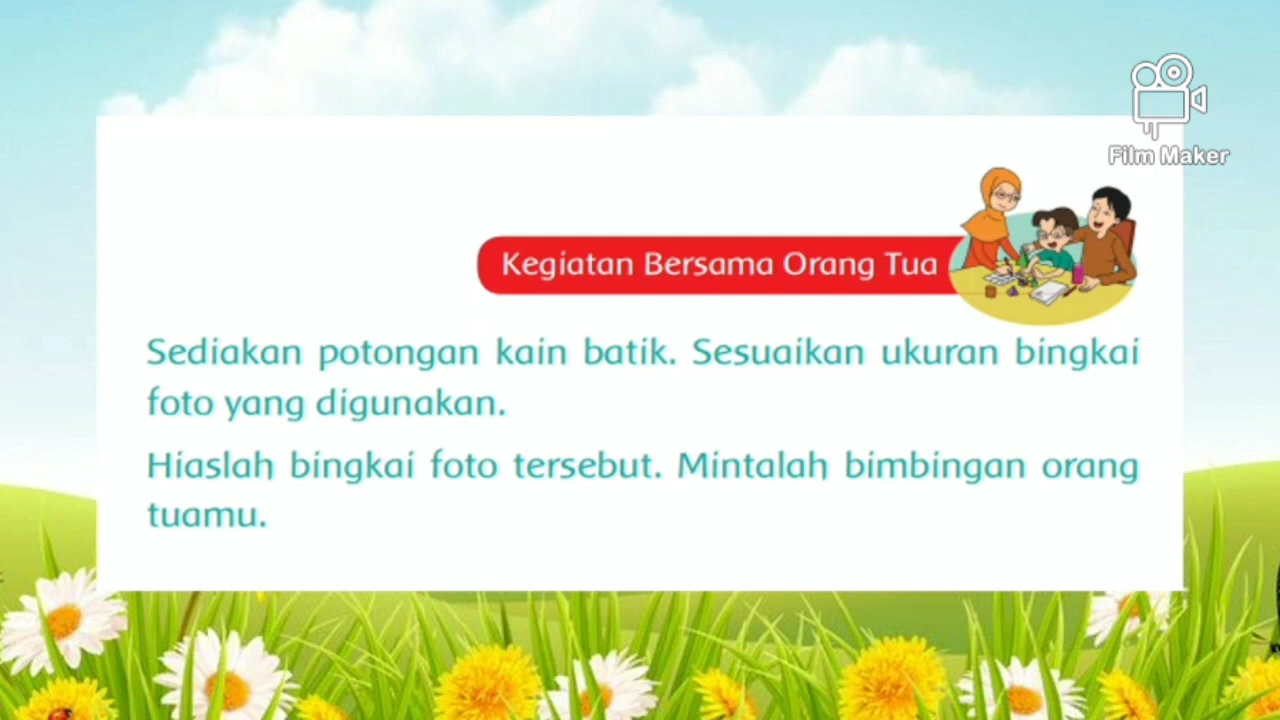 Film Maker
Kegiatan Bersama Orang Tua
Sediakan potongan kain batik. Sesuaikan ukuran bingkai
foto yang digunakan.
Hiaslah bingkai foto tersebut. Mintalah bimbingan orang
tuamu.